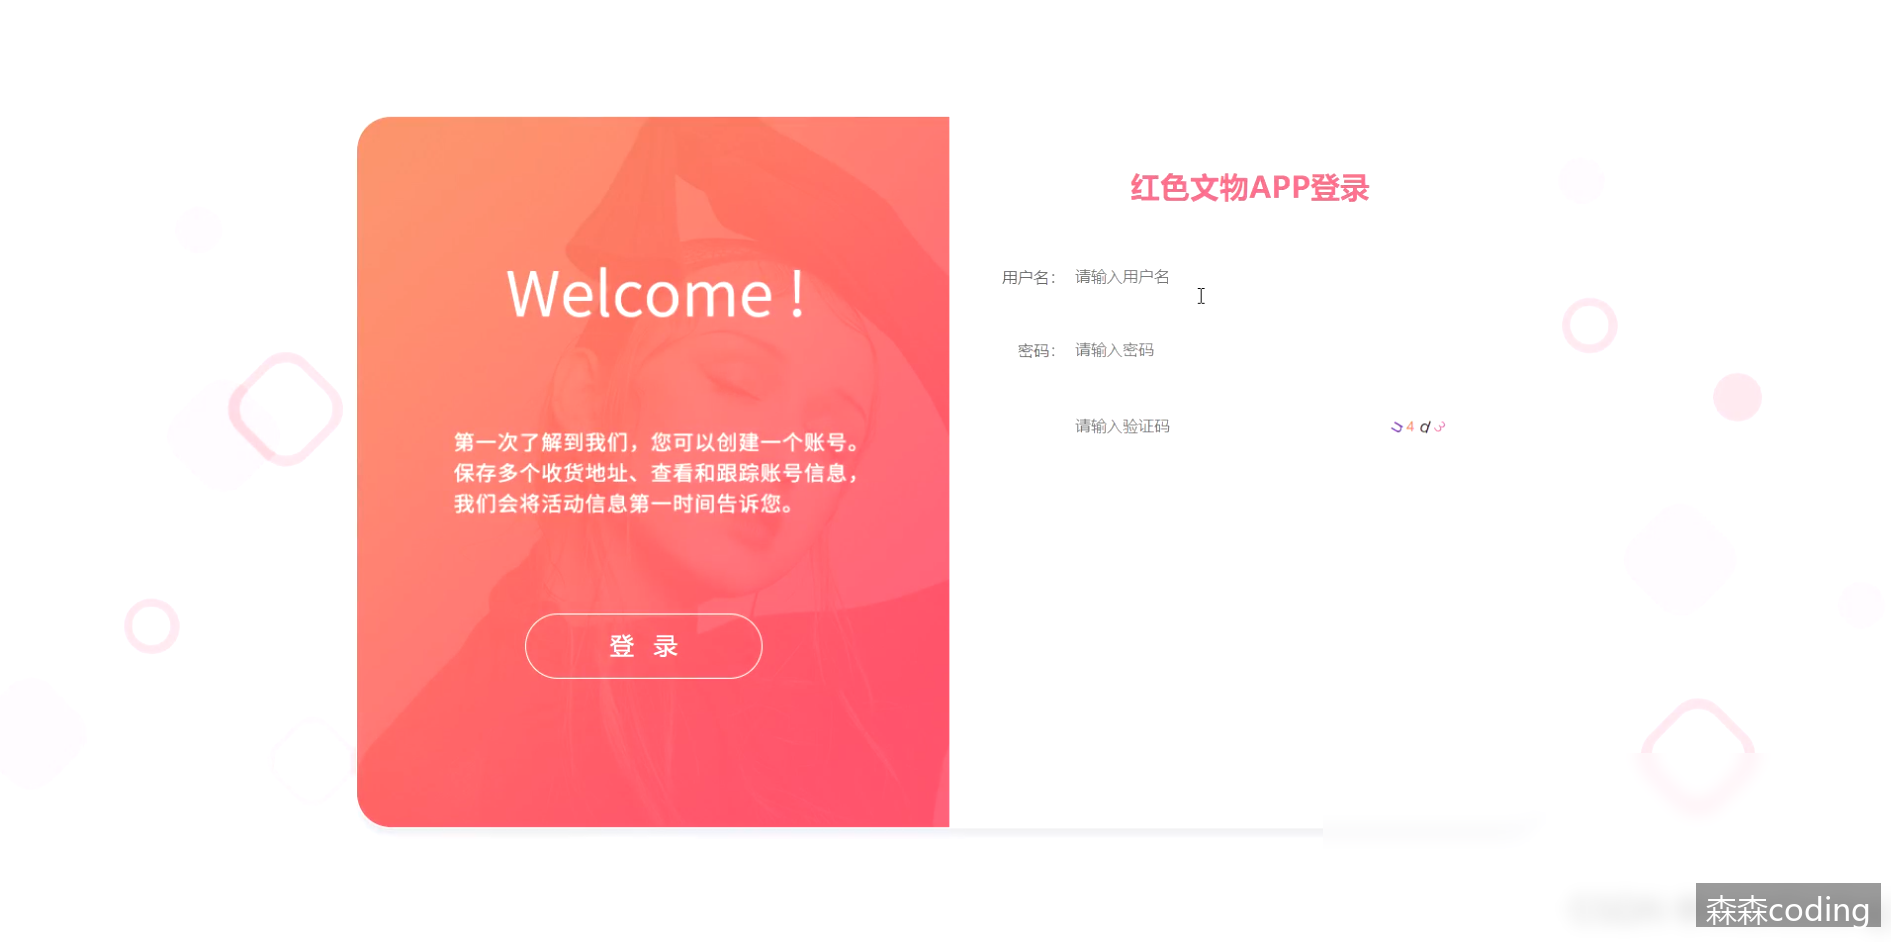 Welcome !
第一次了解到我们，您可以创建一个账号。
保存多个收货地址、查看和跟踪账号信息，
我们会将活动信息第一时间告诉您。
登 录
红色文物APP登录
用户名： 请输入用户名
密码： 请输入密码
请输入验证码
森森coding